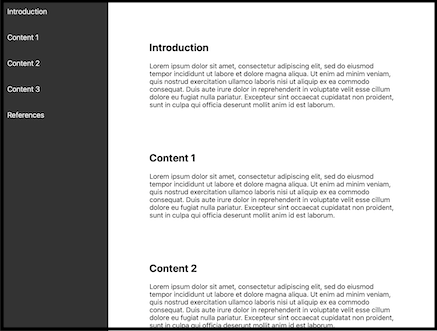 Introduction
Content 1
Content 2
Content 3
References
Introduction
Lorem ipsum dolor sit amet, consectetur adipiscing elit, sed do eiusmod
tempor incididunt ut labore et dolore magna aliqua. Ut enim ad minim veniam,
quis nostrud exercitation ullamco laboris nisi ut aliquip ex ea commodo
consequat. Duis aute irure dolor in reprehenderit in voluptate velit esse cillum
dolore eu fugiat nulla pariatur. Excepteur sint occaecat cupidatat non proident,
sunt in culpa qui officia deserunt mollit anim id est laborum.
Content 1
Lorem ipsum dolor sit amet, consectetur adipiscing elit, sed do eiusmod
tempor incididunt ut labore et dolore magna aliqua. Ut enim ad minim veniam,
quis nostrud exercitation ullamco laboris nisi ut aliquip ex ea commodo
consequat. Duis aute irure dolor in reprehenderit in voluptate velit esse cillum
dolore eu fugiat nulla pariatur. Excepteur sint occaecat cupidatat non proident,
sunt in culpa qui officia deserunt mollit anim id est laborum.
Content 2
Lorem ipsum dolor sit amet, consectetur adipiscing elit, sed do eiusmod
tempor incididunt ut labore et dolore magna aliqua. Ut enim ad minim veniam,
quis nostrud exercitation ullamco laboris nisi ut aliquip ex ea commodo
consequat. Duis aute irure dolor in reprehenderit in voluptate velit esse cillum
dolore eu fugiat nulla pariatur. Excepteur sint occaecat cupidatat non proident,